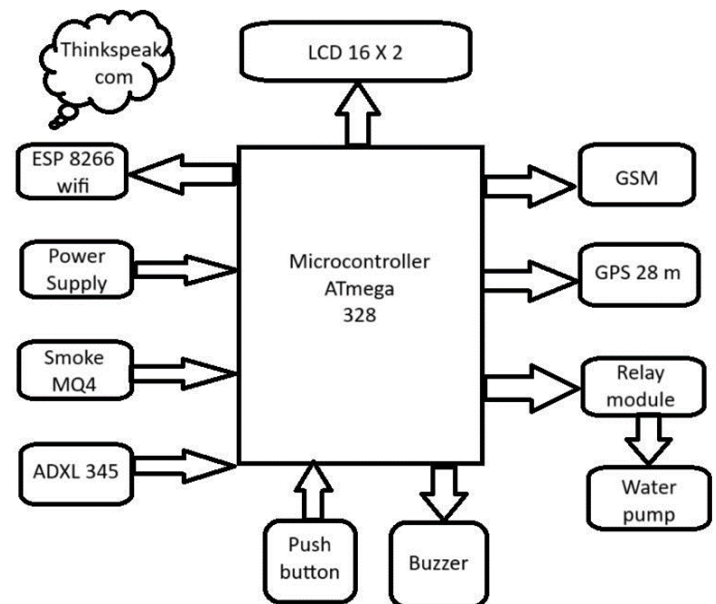 Thinkspeak
com
LCD 16 X 2
ESP 8266
wifi
GSM
Power
Supply
Microcontroller
ATmega
328
GPS 28 m
Smoke
MQ4
Relay
module
ADXL 345
Water
pump
Push
button
Buzzer